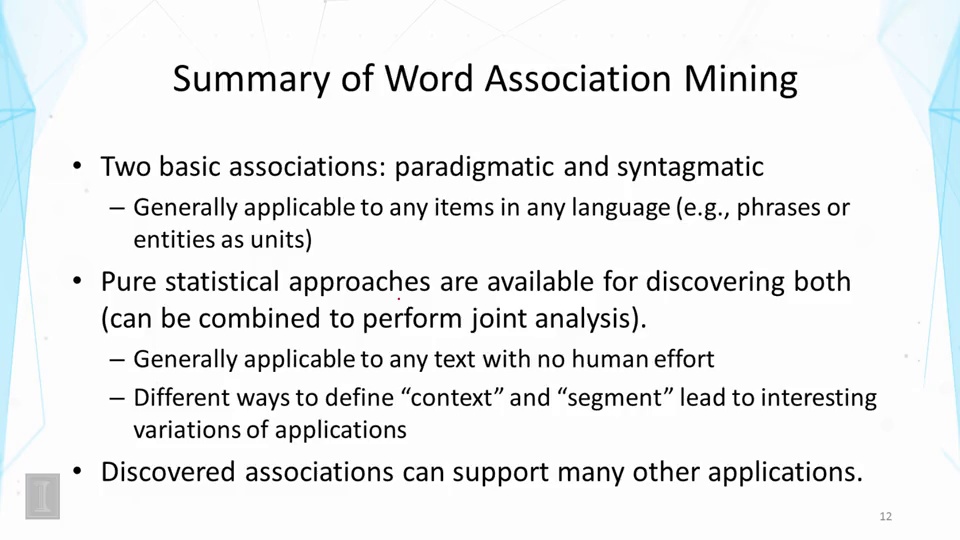 Summary of Word Association Mining
• Two basic associations: paradigmatic and syntagmatic
– Generally applicable to any items in any language (e.g., phrases or
entities as units)
• Pure statistical approaches are available for discovering both
(can be combined to perform joint analysis).
– Generally applicable to any text with no human effort
– Different ways to define “context” and “segment” lead to interesting
variations of applications
• Discovered associations can support many other applications.
I
12